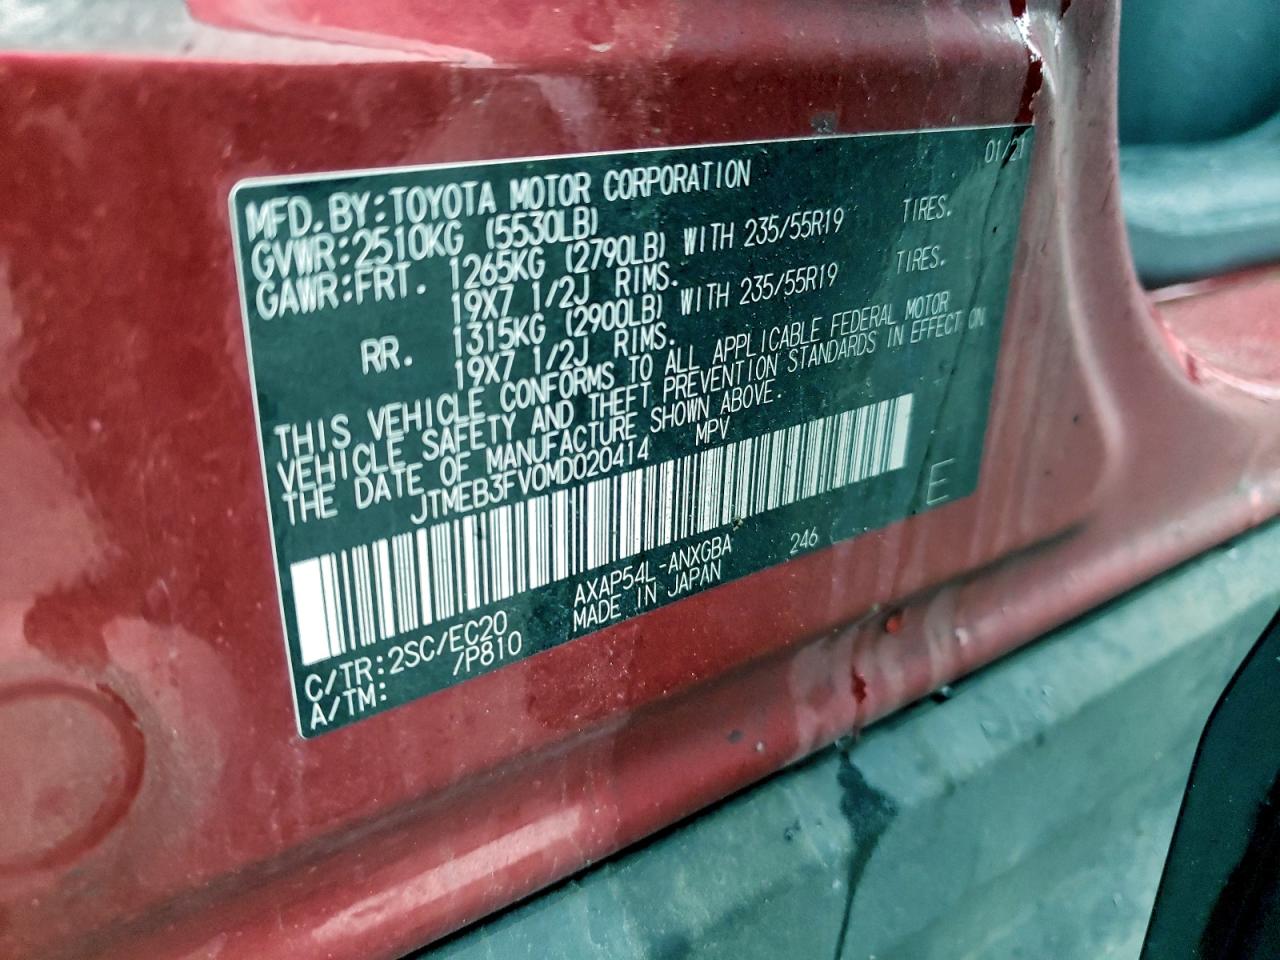 01/21
MFD. BY:TOYOTA MOTOR CORPORATION
GVWR:2510KG (5530LB)
GAWR:FRT. 1265KG (2790LB) WITH 235/55R19 TIRES.
19X7 1/2J RIMS.
RR. 1315KG (2900LB) WITH 235/55R19 TIRES.
19X7 1/2J RIMS.
THIS VEHICLE CONFORMS TO ALL APPLICABLE FEDERAL MOTOR
VEHICLE SAFETY AND THEFT PREVENTION STANDARDS IN EFFECT ON
THE DATE OF MANUFACTURE SHOWN ABOVE.
JTMEB3FV0MD020414 MPV
E
C/TR:2SC/EC20 AXAP54L-ANXGBA 246
A/TM: /P810 MADE IN JAPAN